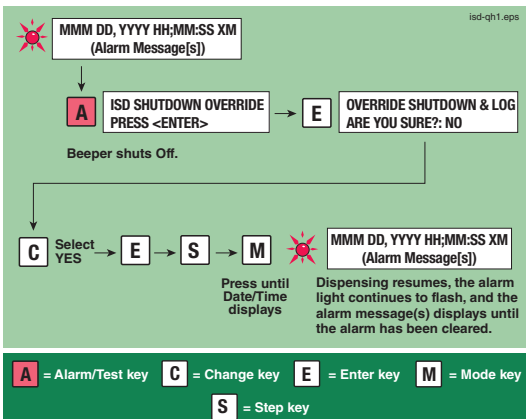 isd-qh1.eps
MMM DD, YYYY HH;MM:SS XM
(Alarm Message[s])
A
ISD SHUTDOWN OVERRIDE
PRESS <ENTER>
E
OVERRIDE SHUTDOWN & LOG
ARE YOU SURE?: NO
Beeper shuts Off.
C
Select
YES
E
S
M
Press until
Date/Time
displays
MMM DD, YYYY HH;MM:SS XM
(Alarm Message[s])
Dispensing resumes, the alarm
light continues to flash, and the
alarm message(s) displays until
the alarm has been cleared.
A = Alarm/Test key
C = Change key
E = Enter key
M = Mode key
S = Step key